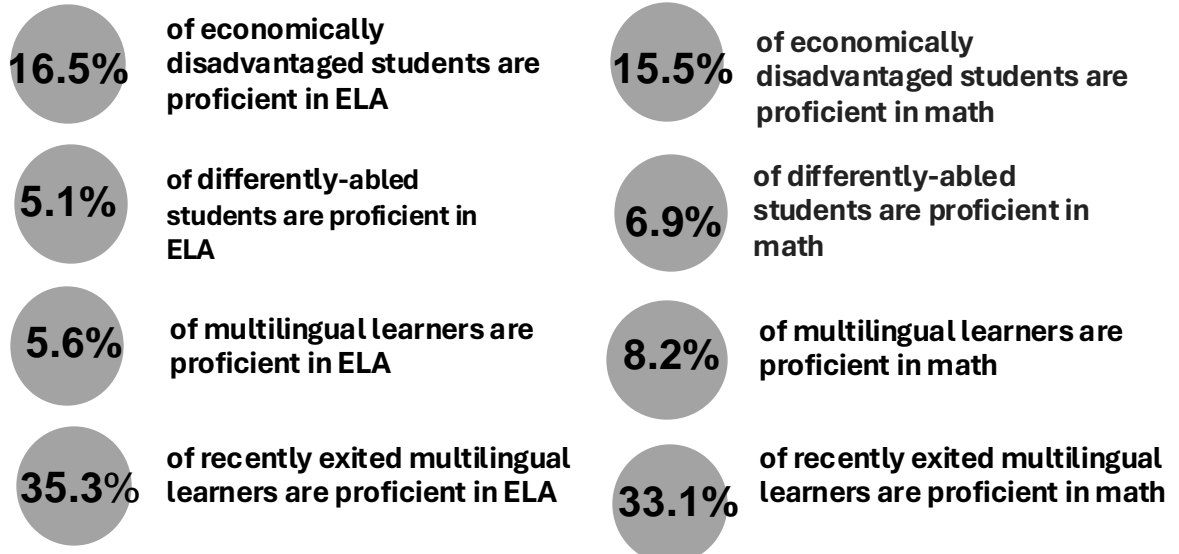 16.5%
of economically
disadvantaged students are
proficient in ELA
15.5%
of economically
disadvantaged students are
proficient in math
5.1%
of differently-abled
students are proficient in
ELA
6.9%
of differently-abled
students are proficient in
math
5.6%
of multilingual learners are
proficient in ELA
8.2%
of multilingual learners are
proficient in math
35.3%
of recently exited multilingual
learners are proficient in ELA
33.1%
of recently exited multilingual
learners are proficient in math